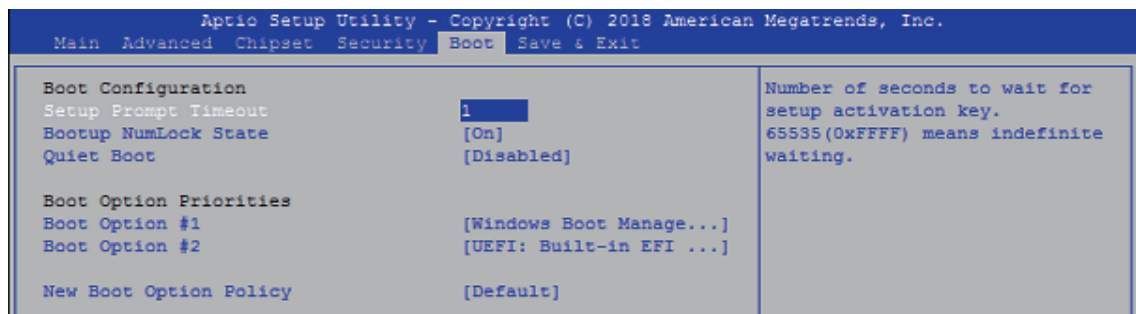 Aptio Setup Utility - Copyright (C) 2018 American Megatrends, Inc.
Main Advanced Chipset Security Boot Save & Exit
Boot Configuration
Setup Prompt Timeout 1
Bootup NumLock State [On]
Quiet Boot [Disabled]
Boot Option Priorities
Boot Option #1 [Windows Boot Manage...]
Boot Option #2 [UEFI: Built-in EFI ...]
New Boot Option Policy [Default]
Number of seconds to wait for
setup activation key.
65535(0xFFFF) means indefinite
waiting.